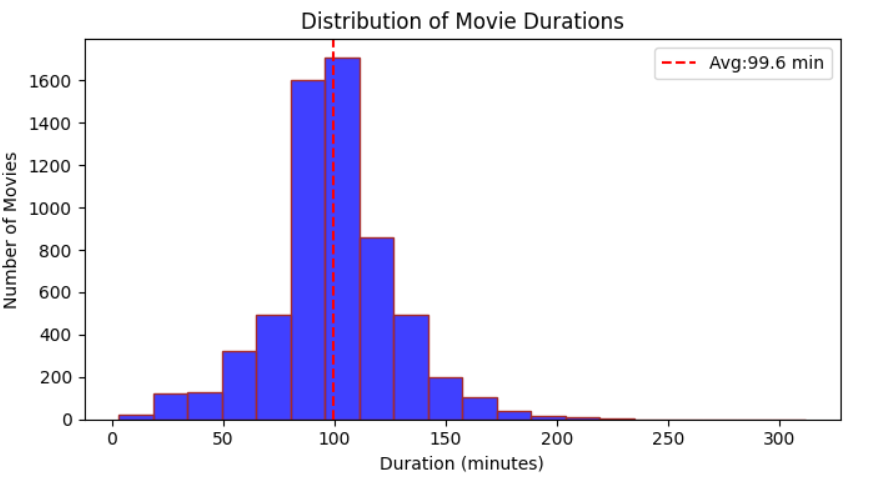 Distribution of Movie Durations
Avg:99.6 min
Number of Movies
1600
1400
1200
1000
800
600
400
200
0
0 50 100 150 200 250 300
Duration (minutes)